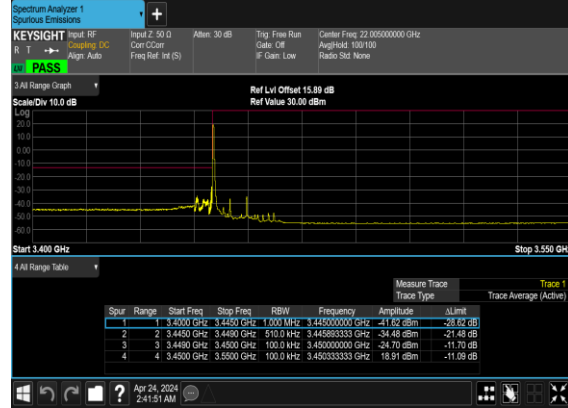 Spectrum Analyzer 1
Spurious Emissions
KEYSIGHT Input: RF Input Z: 50 Ω Atten: 30 dB Trig: Free Run Center Freq: 22.005000000 GHz
R T Coupling: DC Corr CCorr Gate: Off Avg|Hold: 100/100
Align: Auto Freq Ref: Int (S) IF Gain: Low Radio Std: None
PASS
3 All Range Graph
Ref Lvl Offset 15.89 dB
Scale/Div 10.0 dB Ref Value 30.00 dBm
Log
20.0
10.0
0.00
-10.0
-20.0
-30.0
-40.0
-50.0
-60.0
Start 3.400 GHz Stop 3.550 GH
4 All Range Table
Measure Trace Trace 1
Trace Type Trace Average (Active)
Spur Range Start Freq Stop Freq RBW Frequency Amplitude ΔLimit
1 1 3.4000 GHz 3.4450 GHz 1.000 MHz 3.445000000 GHz -41.62 dBm -28.62 dB
2 2 3.4450 GHz 3.4490 GHz 510.0 kHz 3.445893333 GHz -34.48 dBm -21.48 dB
3 3 3.4490 GHz 3.4500 GHz 100.0 kHz 3.450000000 GHz -24.70 dBm -11.70 dB
4 4 3.4500 GHz 3.5500 GHz 100.0 kHz 3.450333333 GHz 18.91 dBm -11.09 dB
?
Apr 24, 2024
2:41:51 AM